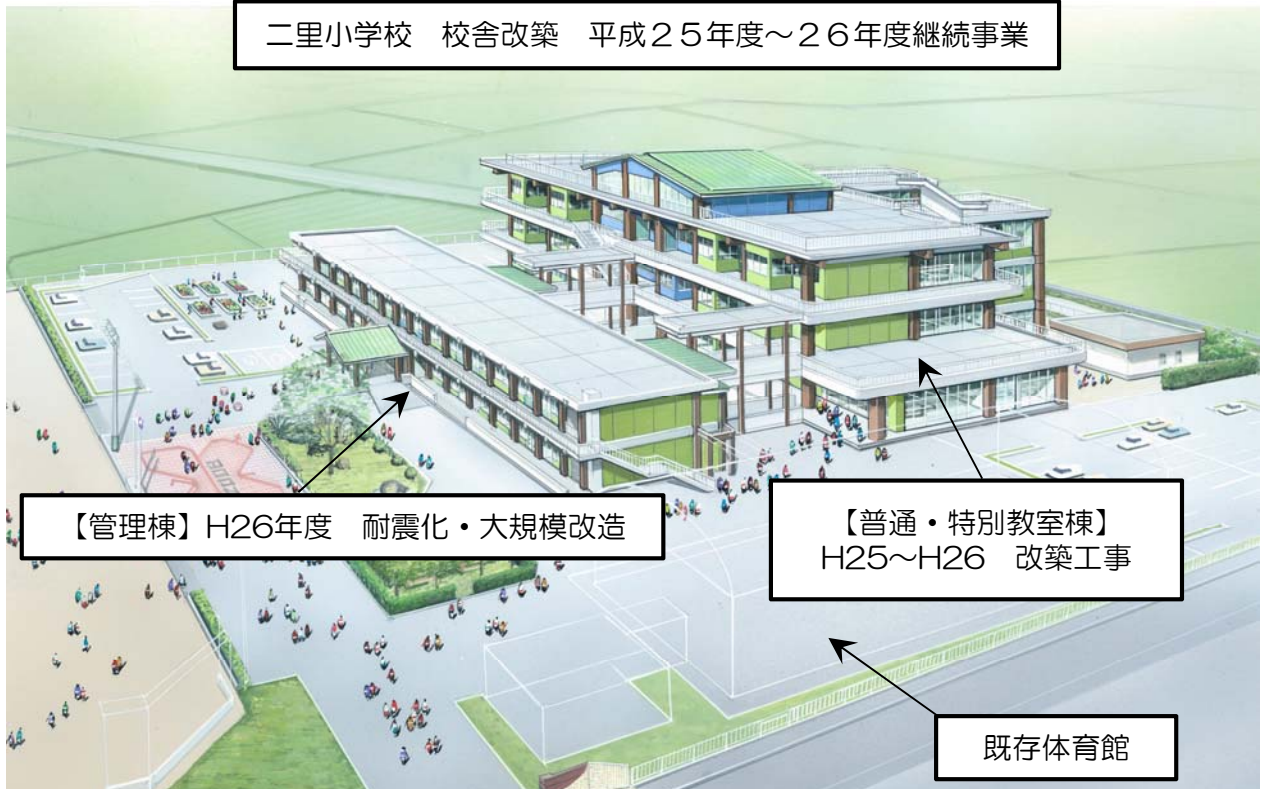 二里小学校　校舎改築　平成２５年度～２６年度継続事業
【管理棟】H26年度　耐震化・大規模改造
【普通・特別教室棟】
H25～H26　改築工事
既存体育館